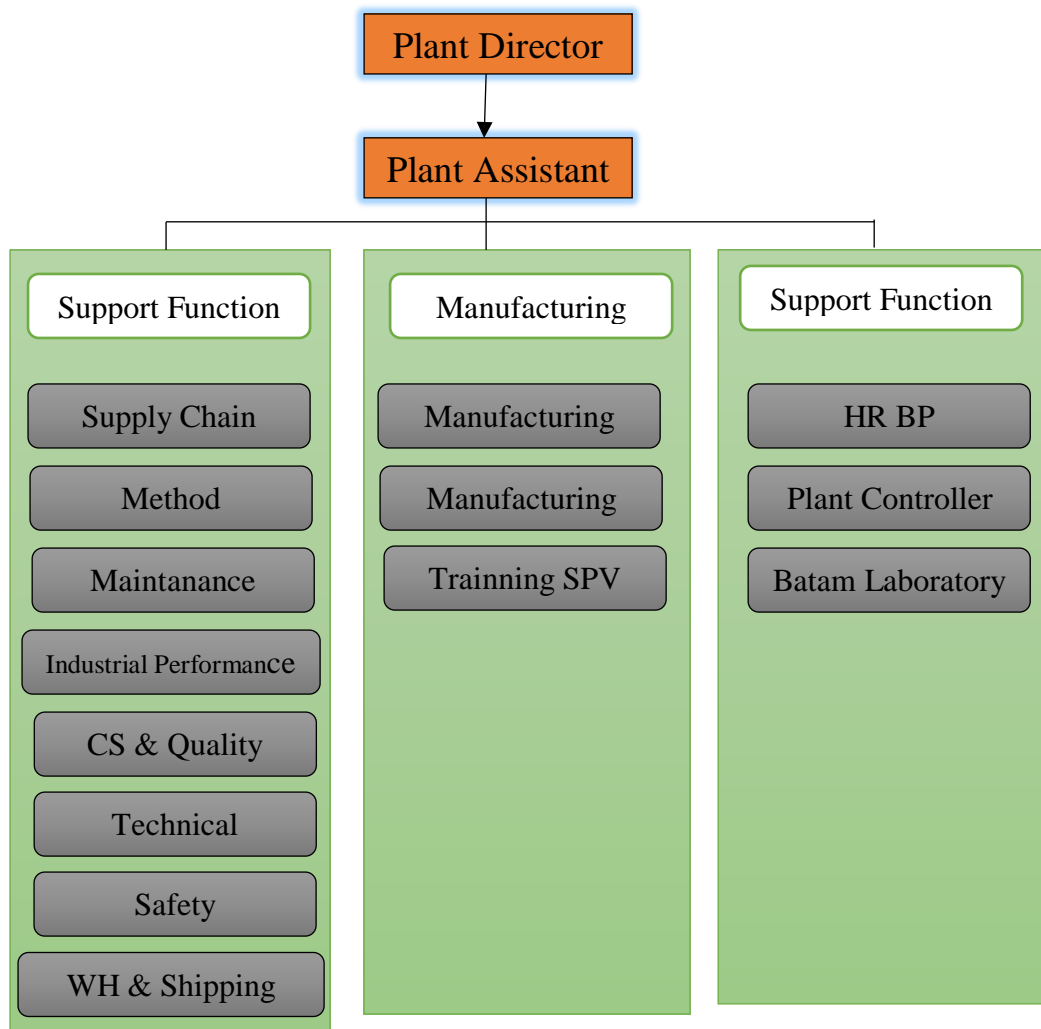 Plant Director
Plant Assistant
Support Function
Supply Chain
Method
Maintanance
Industrial Performance
CS & Quality
Technical
Safety
WH & Shipping
Manufacturing
Manufacturing
Manufacturing
Trainning SPV
Support Function
HR BP
Plant Controller
Batam Laboratory